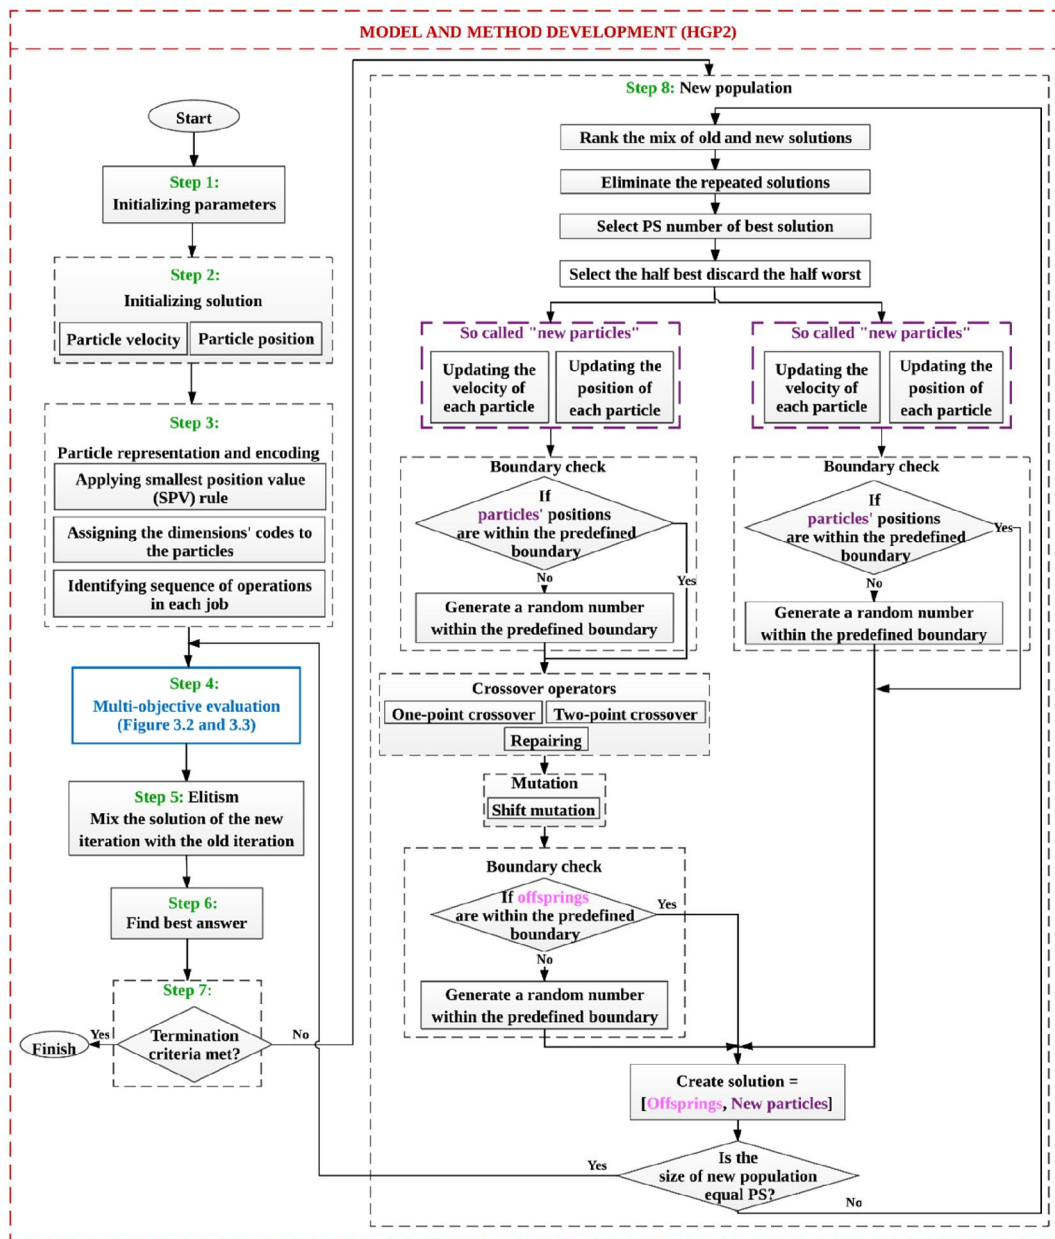 MODEL AND METHOD DEVELOPMENT (HGP2)
Start
Step 1:
Initializing parameters
Step 2:
Initializing solution
Particle velocity
Particle position
Step 3:
Particle representation and encoding
Applying smallest position value
(SPV) rule
Assigning the dimensions' codes to
the particles
Identifying sequence of operations
in each job
Step 4:
Multi-objective evaluation
(Figure 3.2 and 3.3)
Step 5: Elitism
Mix the solution of the new
iteration with the old iteration
Step 6:
Find best answer
Step 7:
Termination
criteria met?
Yes
Finish
No
Step 8: New population
Rank the mix of old and new solutions
Eliminate the repeated solutions
Select PS number of best solution
Select the half best discard the half worst
So called "new particles"
Updating the
velocity of
each particle
Updating the
position of
each particle
Boundary check
If
particles' positions
are within the predefined
boundary
Yes
No
Generate a random number
within the predefined boundary
Crossover operators
One-point crossover
Two-point crossover
Repairing
Mutation
Shift mutation
Boundary check
If offsprings
are within the predefined
boundary
Yes
No
Generate a random number
within the predefined boundary
So called "new particles"
Updating the
velocity of
each particle
Updating the
position of
each particle
Boundary check
If
particles' positions
are within the predefined
boundary
Yes
No
Generate a random number
within the predefined boundary
Create solution =
[Offsprings, New particles]
Is the
size of new population
equal PS?
Yes
No